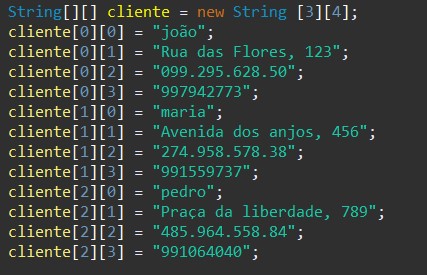 String[][] cliente = new String [3][4];
cliente[0][0] = "joão";
cliente[0][1] = "Rua das Flores, 123";
cliente[0][2] = "099.295.628.50";
cliente[0][3] = "997942773";
cliente[1][0] = "maria";
cliente[1][1] = "Avenida dos anjos, 456";
cliente[1][2] = "274.958.578.38";
cliente[1][3] = "991559737";
cliente[2][0] = "pedro";
cliente[2][1] = "Praça da liberdade, 789";
cliente[2][2] = "485.964.558.84";
cliente[2][3] = "991064040";